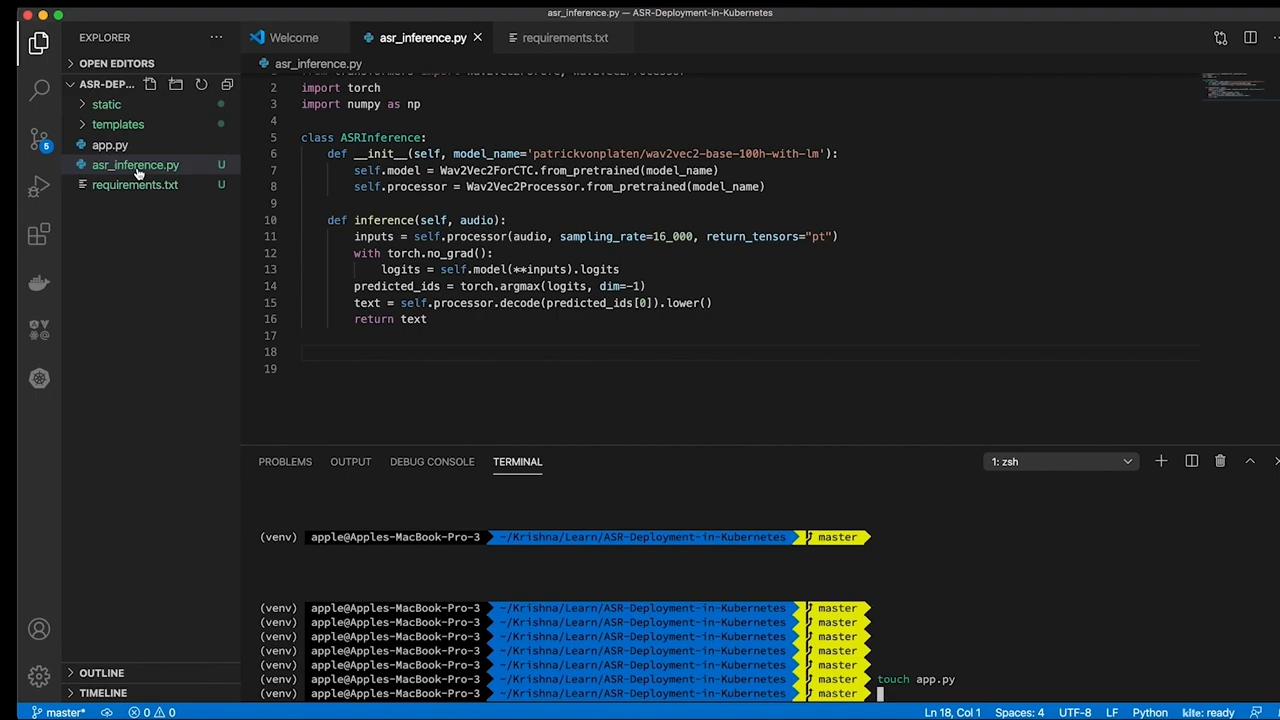 asr_inference.py — ASR-Deployment-in-Kubernetes
EXPLORER
Welcome
asr_inference.py
requirements.txt
OPEN EDITORS
asr_inference.py
ASR-DEP...
static
templates
app.py
asr_inference.py U
requirements.txt U
5
1 from transformers import Wav2Vec2ForCTC, Wav2Vec2Processor
2 import torch
3 import numpy as np
4
5 class ASRInference:
6 def __init__(self, model_name='patrickvonplaten/wav2vec2-base-100h-with-lm'):
7 self.model = Wav2Vec2ForCTC.from_pretrained(model_name)
8 self.processor = Wav2Vec2Processor.from_pretrained(model_name)
9
10 def inference(self, audio):
11 inputs = self.processor(audio, sampling_rate=16_000, return_tensors="pt")
12 with torch.no_grad():
13 logits = self.model(**inputs).logits
14 predicted_ids = torch.argmax(logits, dim=-1)
15 text = self.processor.decode(predicted_ids[0]).lower()
16 return text
17
18
19
PROBLEMS OUTPUT DEBUG CONSOLE TERMINAL
1: zsh
(venv) apple@Apples-MacBook-Pro-3 ~/Krishna/Learn/ASR-Deployment-in-Kubernetes master
(venv) apple@Apples-MacBook-Pro-3 ~/Krishna/Learn/ASR-Deployment-in-Kubernetes master
(venv) apple@Apples-MacBook-Pro-3 ~/Krishna/Learn/ASR-Deployment-in-Kubernetes master
(venv) apple@Apples-MacBook-Pro-3 ~/Krishna/Learn/ASR-Deployment-in-Kubernetes master
(venv) apple@Apples-MacBook-Pro-3 ~/Krishna/Learn/ASR-Deployment-in-Kubernetes master
(venv) apple@Apples-MacBook-Pro-3 ~/Krishna/Learn/ASR-Deployment-in-Kubernetes master
(venv) apple@Apples-MacBook-Pro-3 ~/Krishna/Learn/ASR-Deployment-in-Kubernetes master touch app.py
(venv) apple@Apples-MacBook-Pro-3 ~/Krishna/Learn/ASR-Deployment-in-Kubernetes master
OUTLINE
TIMELINE
master* 0 0 Ln 18, Col 1 Spaces: 4 UTF-8 LF Python kite: ready